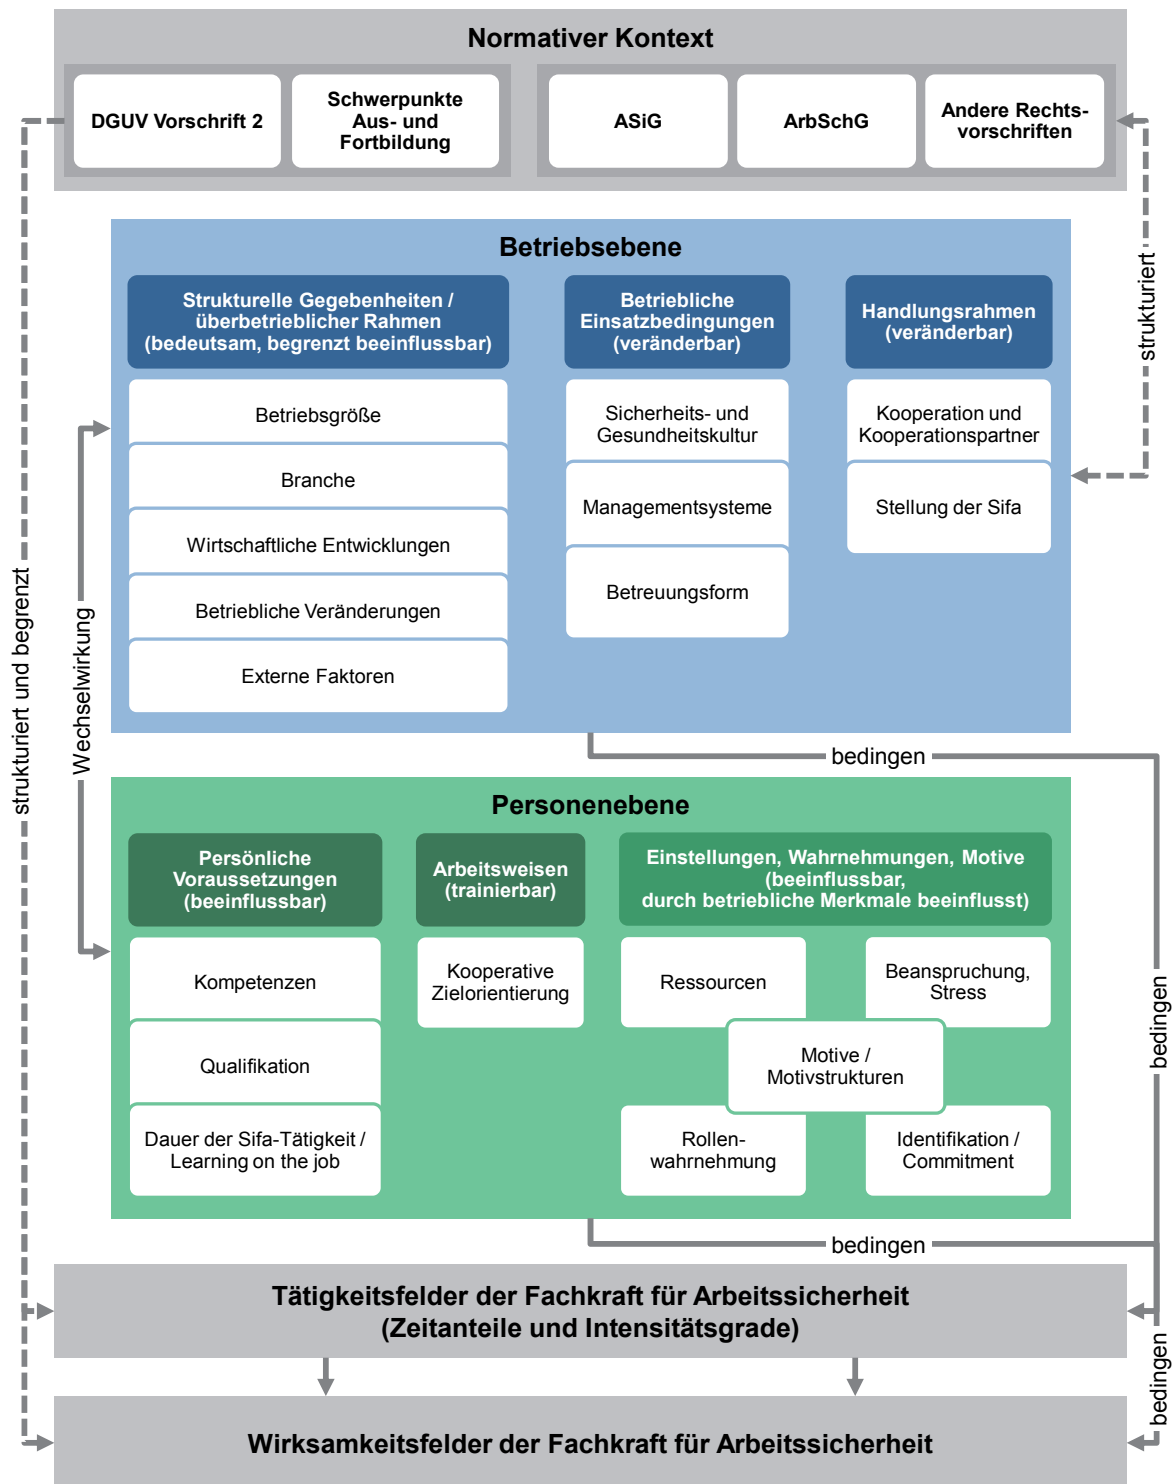 Normativer Kontext
DGUV Vorschrift 2
Schwerpunkte
Aus- und
Fortbildung
ASiG
ArbSchG
Andere Rechts-
vorschriften
strukturiert
Betriebsebene
Strukturelle Gegebenheiten /
überbetrieblicher Rahmen
(bedeutsam, begrenzt beeinflussbar)
Betriebsgröße
Branche
Wirtschaftliche Entwicklungen
Betriebliche Veränderungen
Externe Faktoren
Betriebliche
Einsatzbedingungen
(veränderbar)
Sicherheits- und
Gesundheitskultur
Managementsysteme
Betreuungsform
Handlungsrahmen
(veränderbar)
Kooperation und
Kooperationspartner
Stellung der Sifa
strukturiert und begrenzt
Wechselwirkung
bedingen
Personenebene
Persönliche
Voraussetzungen
(beeinflussbar)
Kompetenzen
Qualifikation
Dauer der Sifa-Tätigkeit /
Learning on the job
Arbeitsweisen
(trainierbar)
Kooperative
Zielorientierung
Einstellungen, Wahrnehmungen, Motive
(beeinflussbar,
durch betriebliche Merkmale beeinflusst)
Ressourcen
Beanspruchung,
Stress
Motive /
Motivstrukturen
Rollen-
wahrnehmung
Identifikation /
Commitment
bedingen
bedingen
Tätigkeitsfelder der Fachkraft für Arbeitssicherheit
(Zeitanteile und Intensitätsgrade)
bedingen
Wirksamkeitsfelder der Fachkraft für Arbeitssicherheit